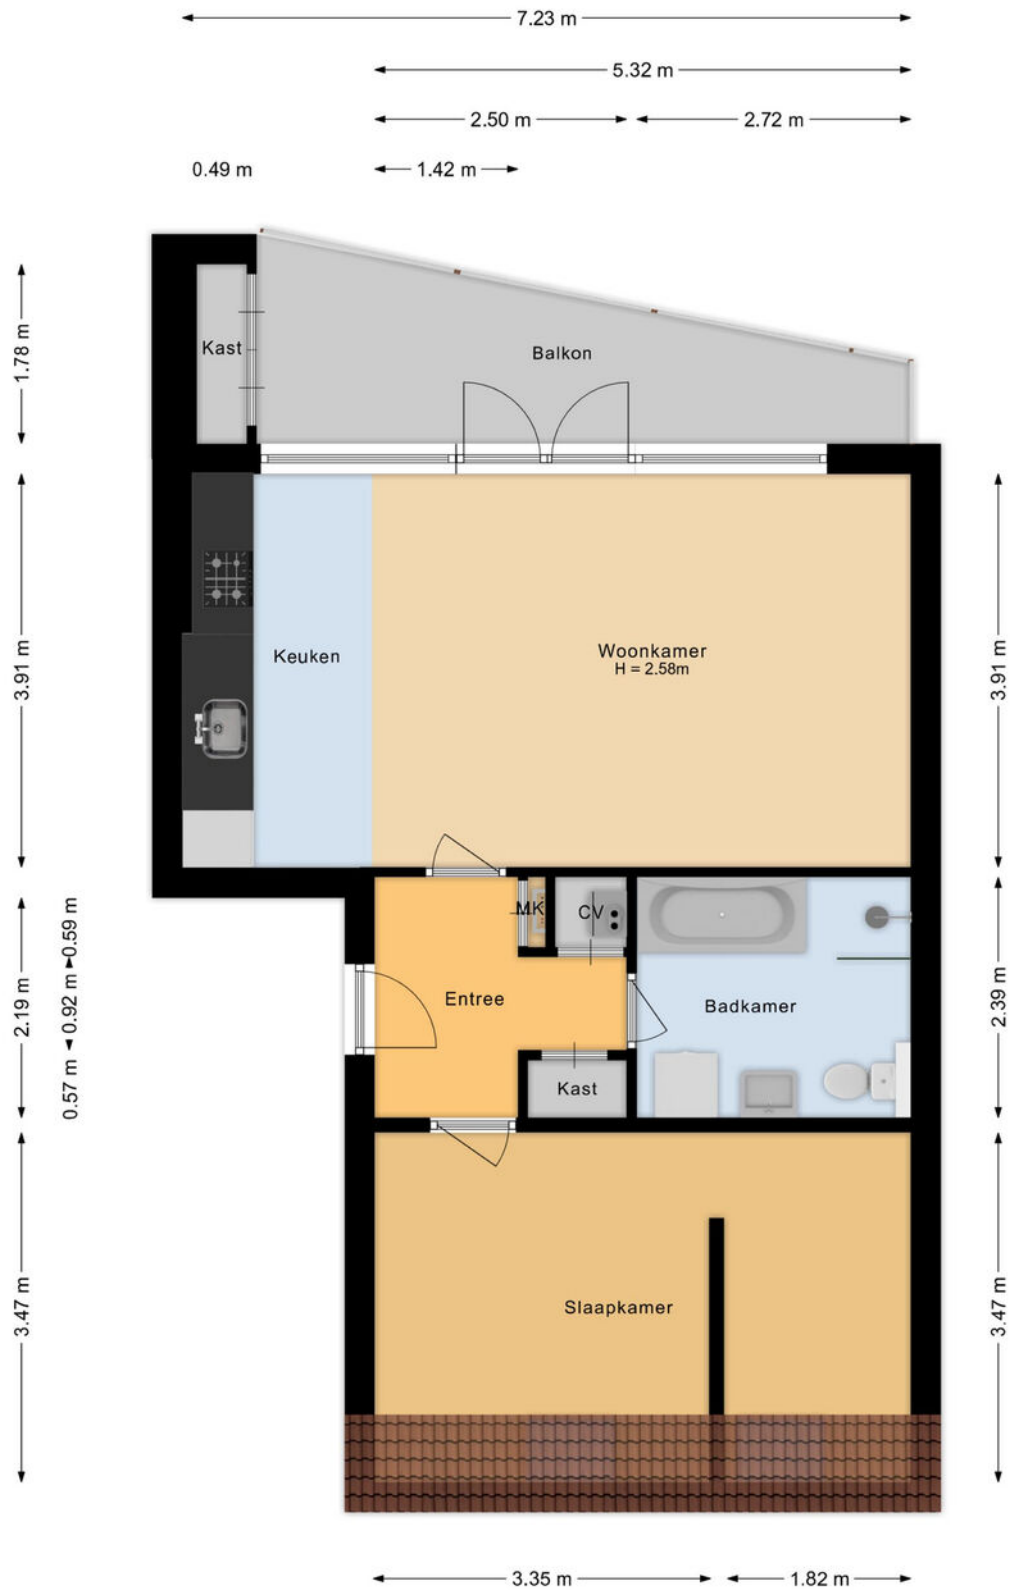 7.23 m
5.32 m
2.50 m
2.72 m
0.49 m
1.42 m
1.78 m
Kast
Balkon
3.91 m
Keuken
Woonkamer
H = 2.58m
3.91 m
MK
CV
2.19 m
0.57 m
0.92 m
0.59 m
Entree
Badkamer
2.39 m
Kast
3.47 m
Slaapkamer
3.47 m
3.35 m
1.82 m